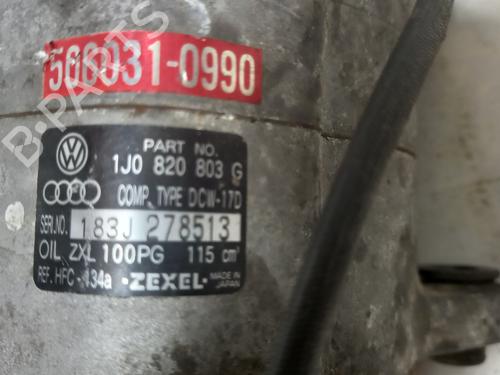 506031-0990
B-PARTS
PART NO.
1J0 820 803 G
COMP. TYPE DCW-17D
SERI.NO. 183J 278513
OIL ZXL 100PG 115 cm³
REF. HFC-134a ·ZEXEL· MADE IN JAPAN